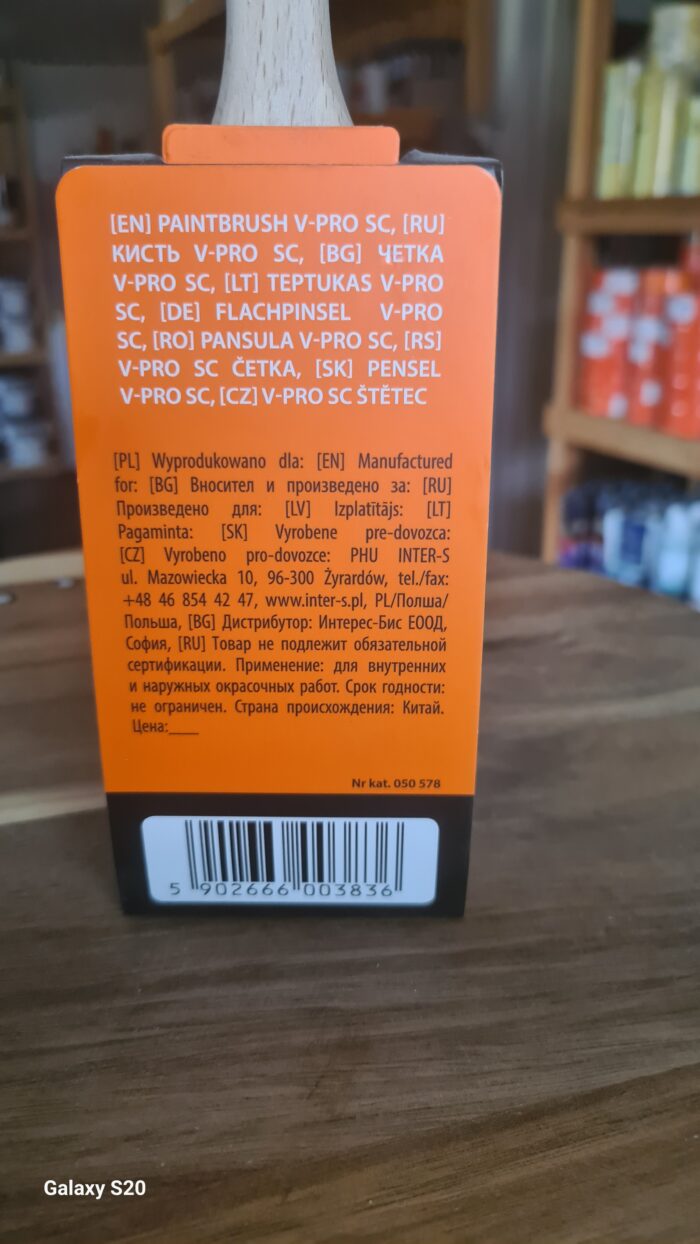 [EN] PAINTBRUSH V-PRO SC, [RU]
КИСТЬ V-PRO SC, [BG] ЧЕТКА
V-PRO SC, [LT] TEPTUKAS V-PRO
SC, [DE] FLACHPINSEL V-PRO
SC, [RO] PANSULA V-PRO SC, [RS]
V-PRO SC ČETKA, [SK] PENSEL
V-PRO SC, [CZ] V-PRO SC ŠTĚTEC
[PL] Wyprodukowano dla: [EN] Manufactured
for: [BG] Вносител и произведено за: [RU]
Произведено для: [LV] Izplatītājs: [LT]
Pagaminta: [SK] Vyrobene pre-dovozca:
[CZ] Vyrobeno pro-dovozce: PHU INTER-S
ul. Mazowiecka 10, 96-300 Żyrardów, tel./fax:
+48 46 854 42 47, www.inter-s.pl, PL/Полша/
Польша, [BG] Дистрибутор: Интерес-Бис ЕООД,
София, [RU] Товар не подлежит обязательной
сертификации. Применение: для внутренних
и наружных окрасочных работ. Срок годности:
не ограничен. Страна происхождения: Китай.
Цена:___
Nr kat. 050 578
5 902666 003836
Galaxy S20